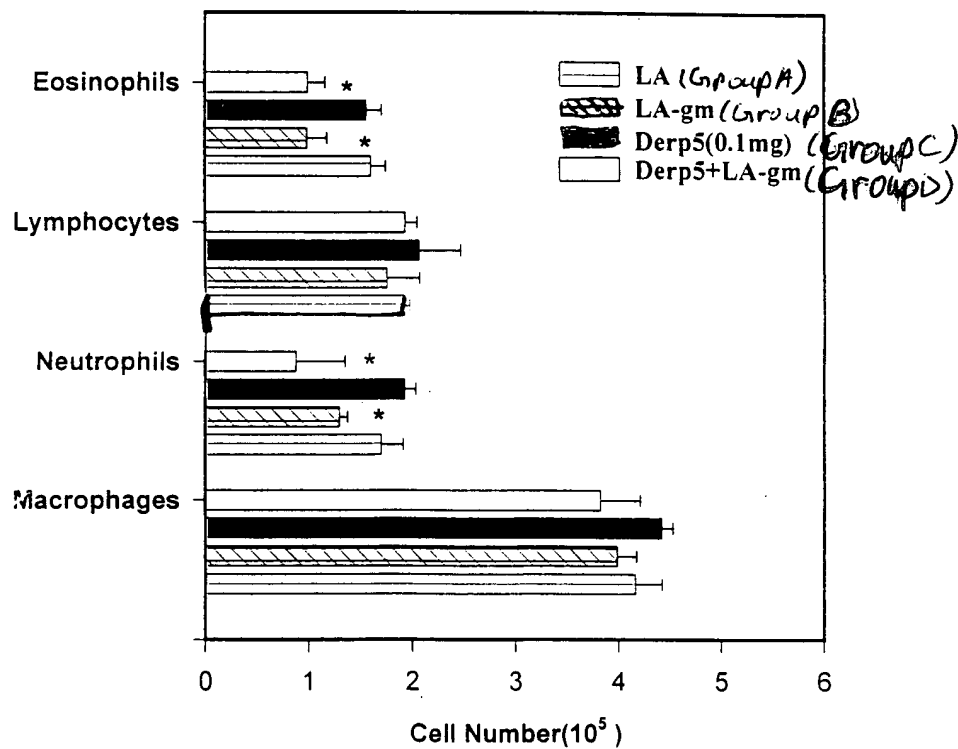 Eosinophils
*
*
LA (Group A)
LA-gm (Group B)
Derp5(0.1mg) (Group C)
Derp5+LA-gm (Group D)
Lymphocytes
Neutrophils
*
*
Macrophages
0 1 2 3 4 5 6
Cell Number(10⁵ )